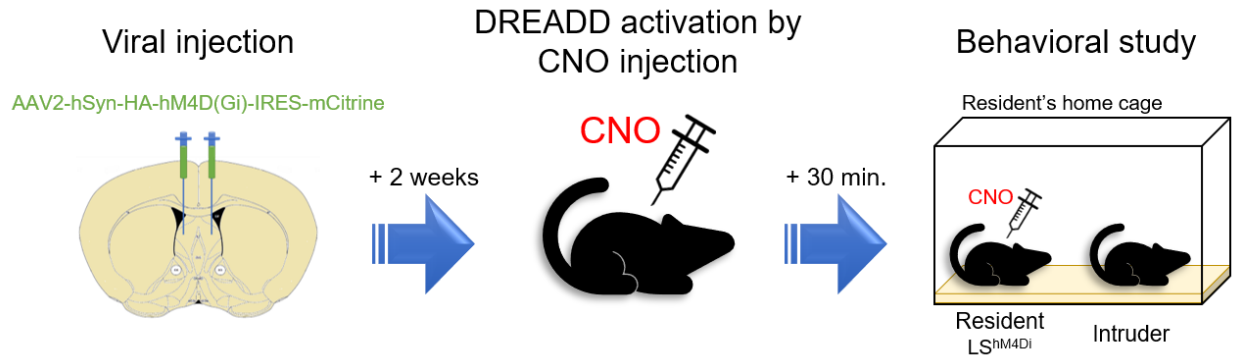 Viral injection
AAV2-hSyn-HA-hM4D(Gi)-IRES-mCitrine
+ 2 weeks
DREADD activation by
CNO injection
CNO
+ 30 min.
Behavioral study
Resident's home cage
CNO
Resident
LShM4Di
Intruder